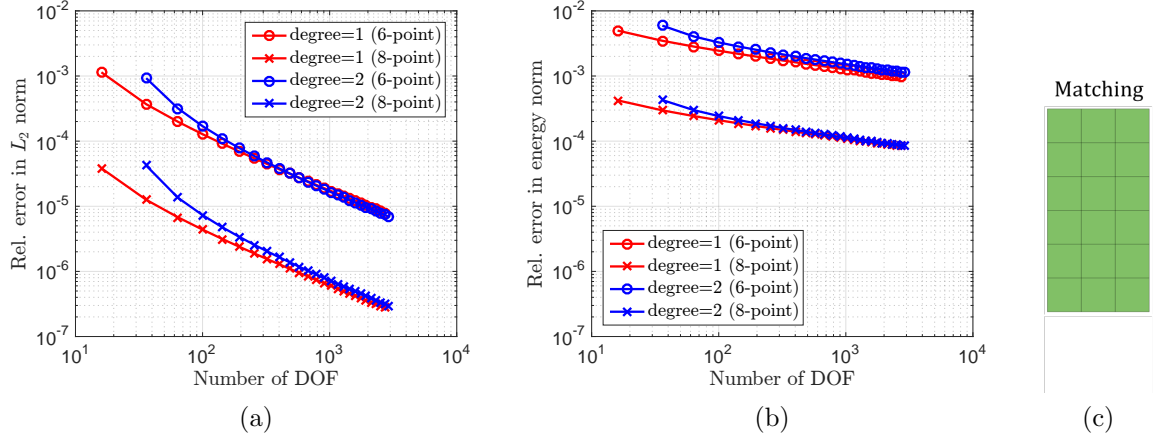 10^-2
10^-3
10^-4
10^-5
10^-6
10^-7
Rel. error in L_2 norm
degree=1 (6-point)
degree=1 (8-point)
degree=2 (6-point)
degree=2 (8-point)
10^1
10^2
10^3
10^4
Number of DOF
(a)
10^-2
10^-3
10^-4
10^-5
10^-6
10^-7
Rel. error in energy norm
degree=1 (6-point)
degree=1 (8-point)
degree=2 (6-point)
degree=2 (8-point)
10^1
10^2
10^3
10^4
Number of DOF
(b)
Matching
(c)